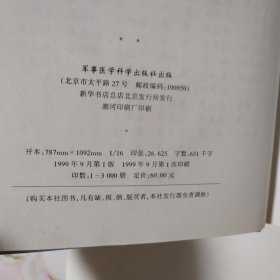 * *
军事医学科学出版社出版
(北京市太平路27号 邮政编码:100850)
新华书店总店北京发行所发行
潮河印刷厂印刷
*
开本:787mm×1092mm 1/16 印张:26.625 字数:651千字
1999年9月第1版 1999年9月第1次印刷
印数:1-3000册 定价:60.00元
(购买本社图书,凡有缺、损、倒、脱页者,本社发行部负责调换)